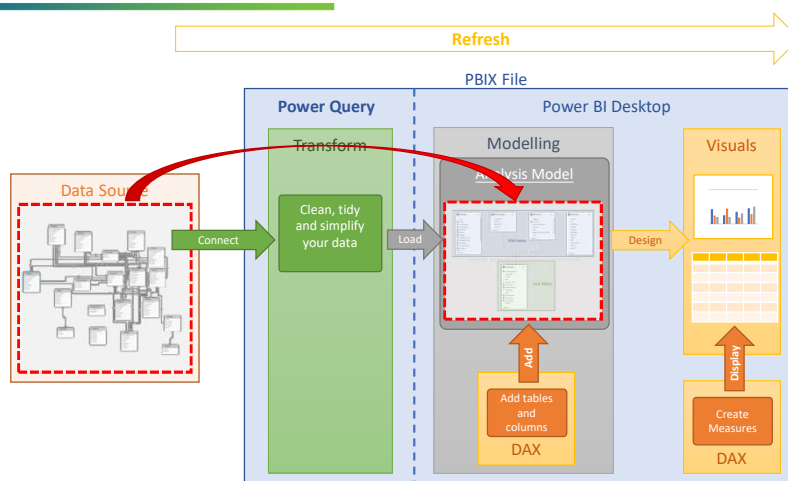 Refresh
PBIX File
Power Query
Power BI Desktop
Transform
Modelling
Visuals
Data Source
Analysis Model
Clean, tidy
and simplify
your data
Connect
Load
Design
Add
Display
Add tables
and
columns
DAX
Create
Measures
DAX